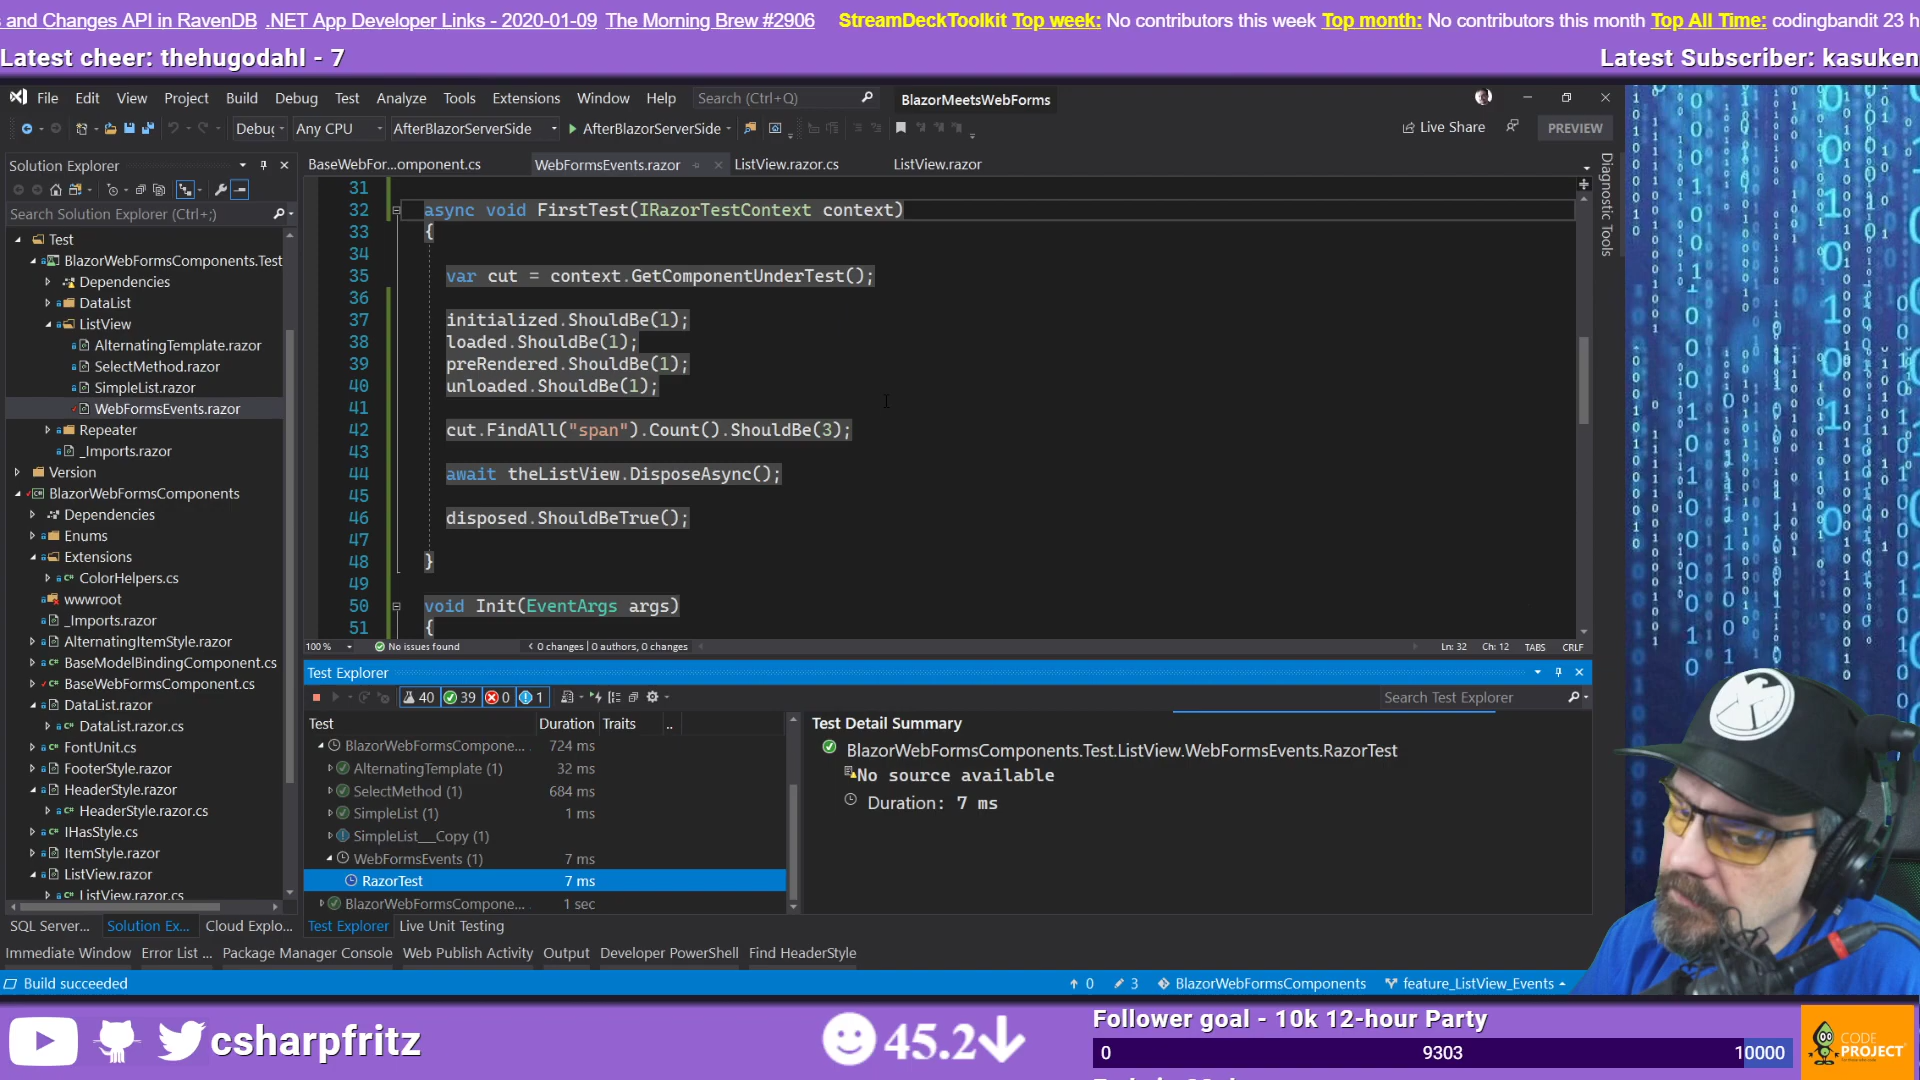 s and Changes API in RavenDB .NET App Developer Links - 2020-01-09 The Morning Brew #2906 StreamDeckToolkit Top week: No contributors this week Top month: No contributors this month Top All Time: codingbandit 23 h
Latest cheer: thehugodahl - 7
Latest Subscriber: kasuken
File Edit View Project Build Debug Test Analyze Tools Extensions Window Help Search (Ctrl+Q) BlazorMeetsWebForms
Debug Any CPU AfterBlazorServerSide AfterBlazorServerSide Live Share PREVIEW
Solution Explorer
BaseWebFor...omponent.cs WebFormsEvents.razor ListView.razor.cs ListView.razor
Diagnostic Tools
Search Solution Explorer (Ctrl+;)
Test
BlazorWebFormsComponents.Test
Dependencies
DataList
ListView
AlternatingTemplate.razor
SelectMethod.razor
SimpleList.razor
WebFormsEvents.razor
Repeater
_Imports.razor
Version
BlazorWebFormsComponents
Dependencies
Enums
Extensions
ColorHelpers.cs
wwwroot
_Imports.razor
AlternatingItemStyle.razor
BaseModelBindingComponent.cs
BaseWebFormsComponent.cs
DataList.razor
DataList.razor.cs
FontUnit.cs
FooterStyle.razor
HeaderStyle.razor
HeaderStyle.razor.cs
IHasStyle.cs
ItemStyle.razor
ListView.razor
ListView.razor.cs
31
32 async void FirstTest(IRazorTestContext context)
33 {
34
35 var cut = context.GetComponentUnderTest();
36
37 initialized.ShouldBe(1);
38 loaded.ShouldBe(1);
39 preRendered.ShouldBe(1);
40 unloaded.ShouldBe(1);
41
42 cut.FindAll("span").Count().ShouldBe(3);
43
44 await theListView.DisposeAsync();
45
46 disposed.ShouldBeTrue();
47
48 }
49
50 void Init(EventArgs args)
51 {
100% No issues found 0 changes | 0 authors, 0 changes Ln: 32 Ch: 12 TABS CRLF
Test Explorer
40 39 0 1 Search Test Explorer
Test Duration Traits ..
BlazorWebFormsCompone... 724 ms
AlternatingTemplate (1) 32 ms
SelectMethod (1) 684 ms
SimpleList (1) 1 ms
SimpleList__Copy (1)
WebFormsEvents (1) 7 ms
RazorTest 7 ms
BlazorWebFormsCompone... 1 sec
Test Detail Summary
BlazorWebFormsComponents.Test.ListView.WebFormsEvents.RazorTest
No source available
Duration: 7 ms
SQL Server... Solution Ex... Cloud Explo... Test Explorer Live Unit Testing
Immediate Window Error List ... Package Manager Console Web Publish Activity Output Developer PowerShell Find HeaderStyle
Build succeeded 0 3 BlazorWebFormsComponents feature_ListView_Events
csharpfritz
45.2
Follower goal - 10k 12-hour Party
0 9303 10000
CODE PROJECT